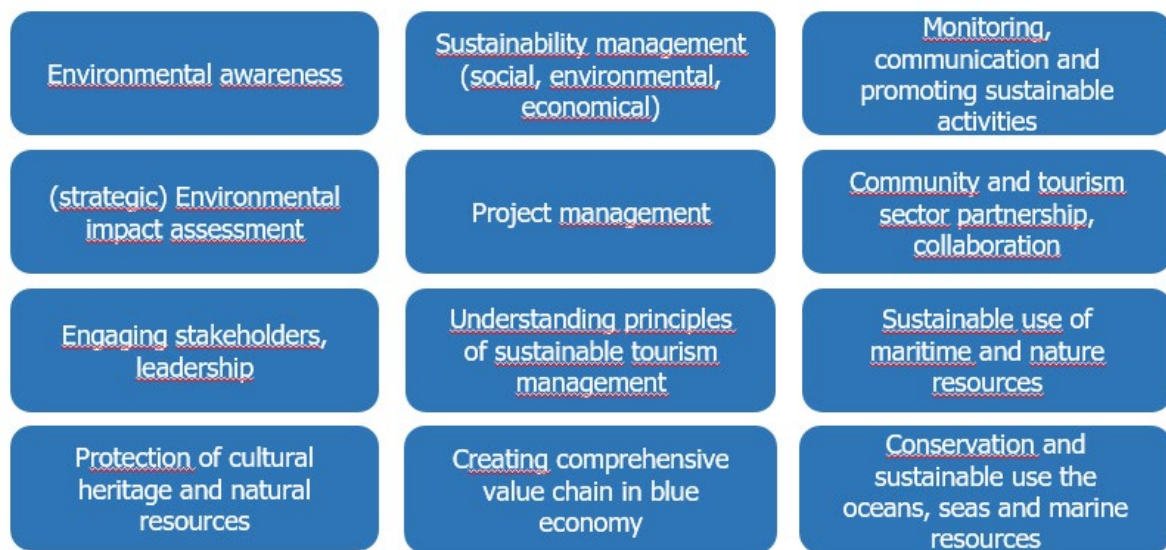 Environmental awareness
Sustainability management
(social, environmental,
economical)
Monitoring,
communication and
promoting sustainable
activities
(strategic) Environmental
impact assessment
Project management
Community and tourism
sector partnership,
collaboration
Engaging stakeholders,
leadership
Understanding principles
of sustainable tourism
management
Sustainable use of
maritime and nature
resources
Protection of cultural
heritage and natural
resources
Creating comprehensive
value chain in blue
economy
Conservation and
sustainable use the
oceans, seas and marine
resources